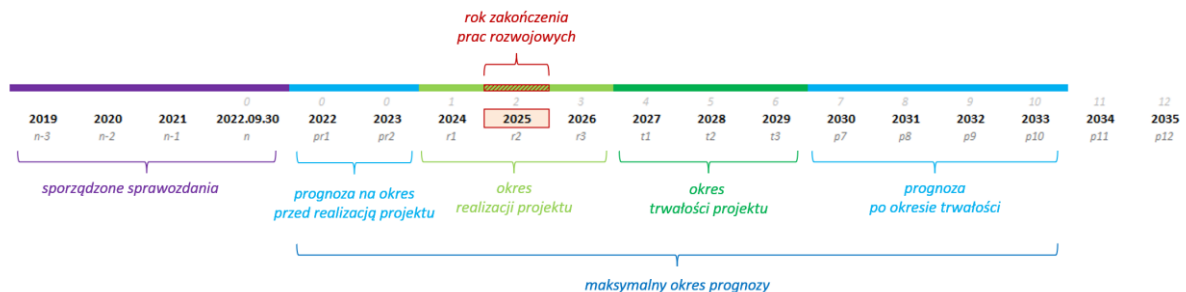 rok zakończenia
prac rozwojowych
0 0 0 1 2 3 4 5 6 7 8 9 10 11 12
2019 2020 2021 2022.09.30 2022 2023 2024 2025 2026 2027 2028 2029 2030 2031 2032 2033 2034 2035
n-3 n-2 n-1 n pr1 pr2 r1 r2 r3 t1 t2 t3 p7 p8 p9 p10 p11 p12
sporządzone sprawozdania
prognoza na okres
przed realizacją projektu
okres
realizacji projektu
okres
trwałości projektu
prognoza
po okresie trwałości
maksymalny okres prognozy